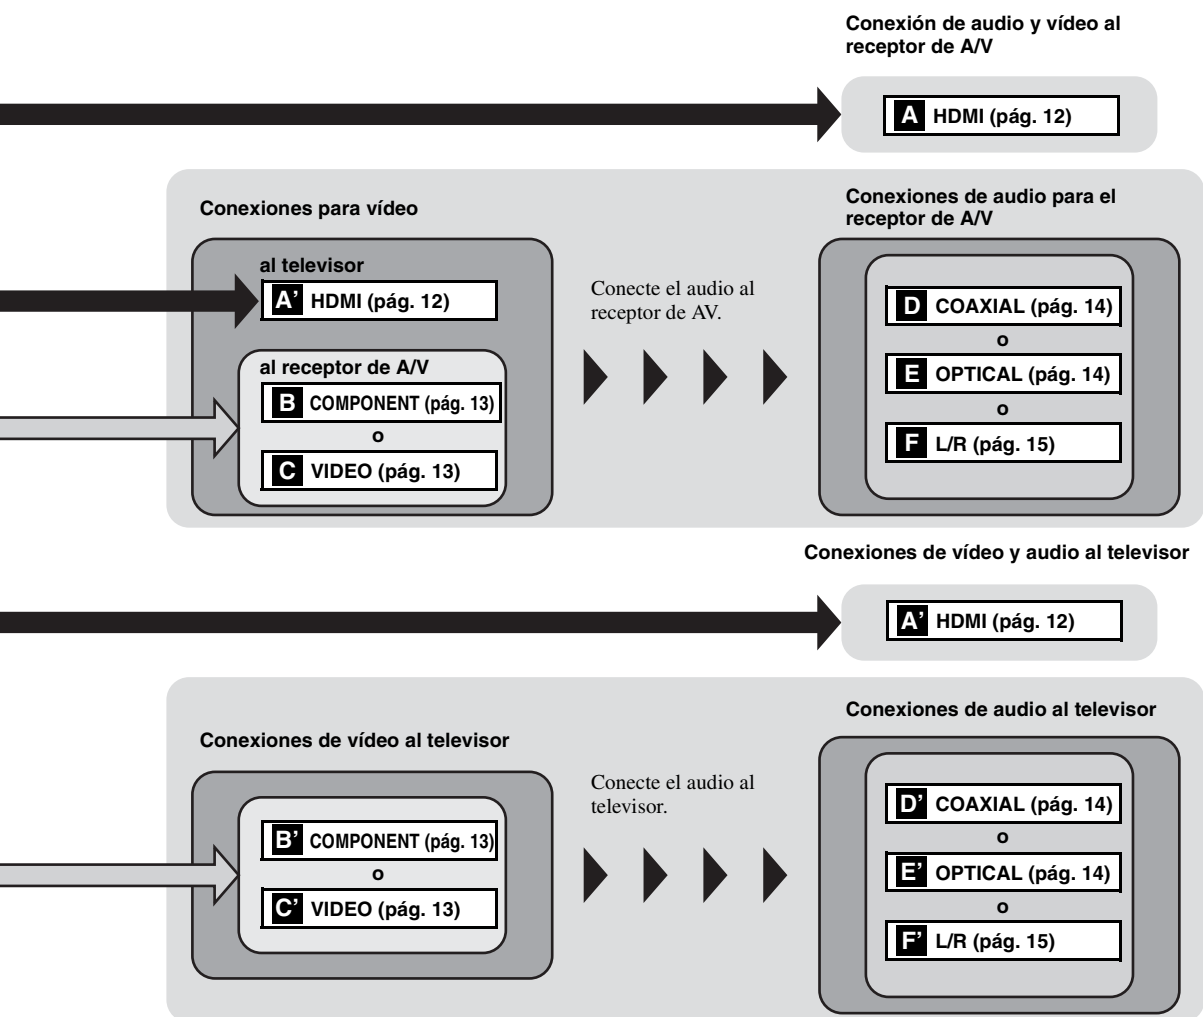 Conexión de audio y vídeo al
receptor de A/V
A HDMI (pág. 12)
Conexiones para vídeo
al televisor
A’ HDMI (pág. 12)
al receptor de A/V
B COMPONENT (pág. 13)
o
C VIDEO (pág. 13)
Conecte el audio al
receptor de AV.
Conexiones de audio para el
receptor de A/V
D COAXIAL (pág. 14)
o
E OPTICAL (pág. 14)
o
F L/R (pág. 15)
Conexiones de vídeo y audio al televisor
A’ HDMI (pág. 12)
Conexiones de vídeo al televisor
B’ COMPONENT (pág. 13)
o
C’ VIDEO (pág. 13)
Conecte el audio al
televisor.
Conexiones de audio al televisor
D’ COAXIAL (pág. 14)
o
E’ OPTICAL (pág. 14)
o
F’ L/R (pág. 15)